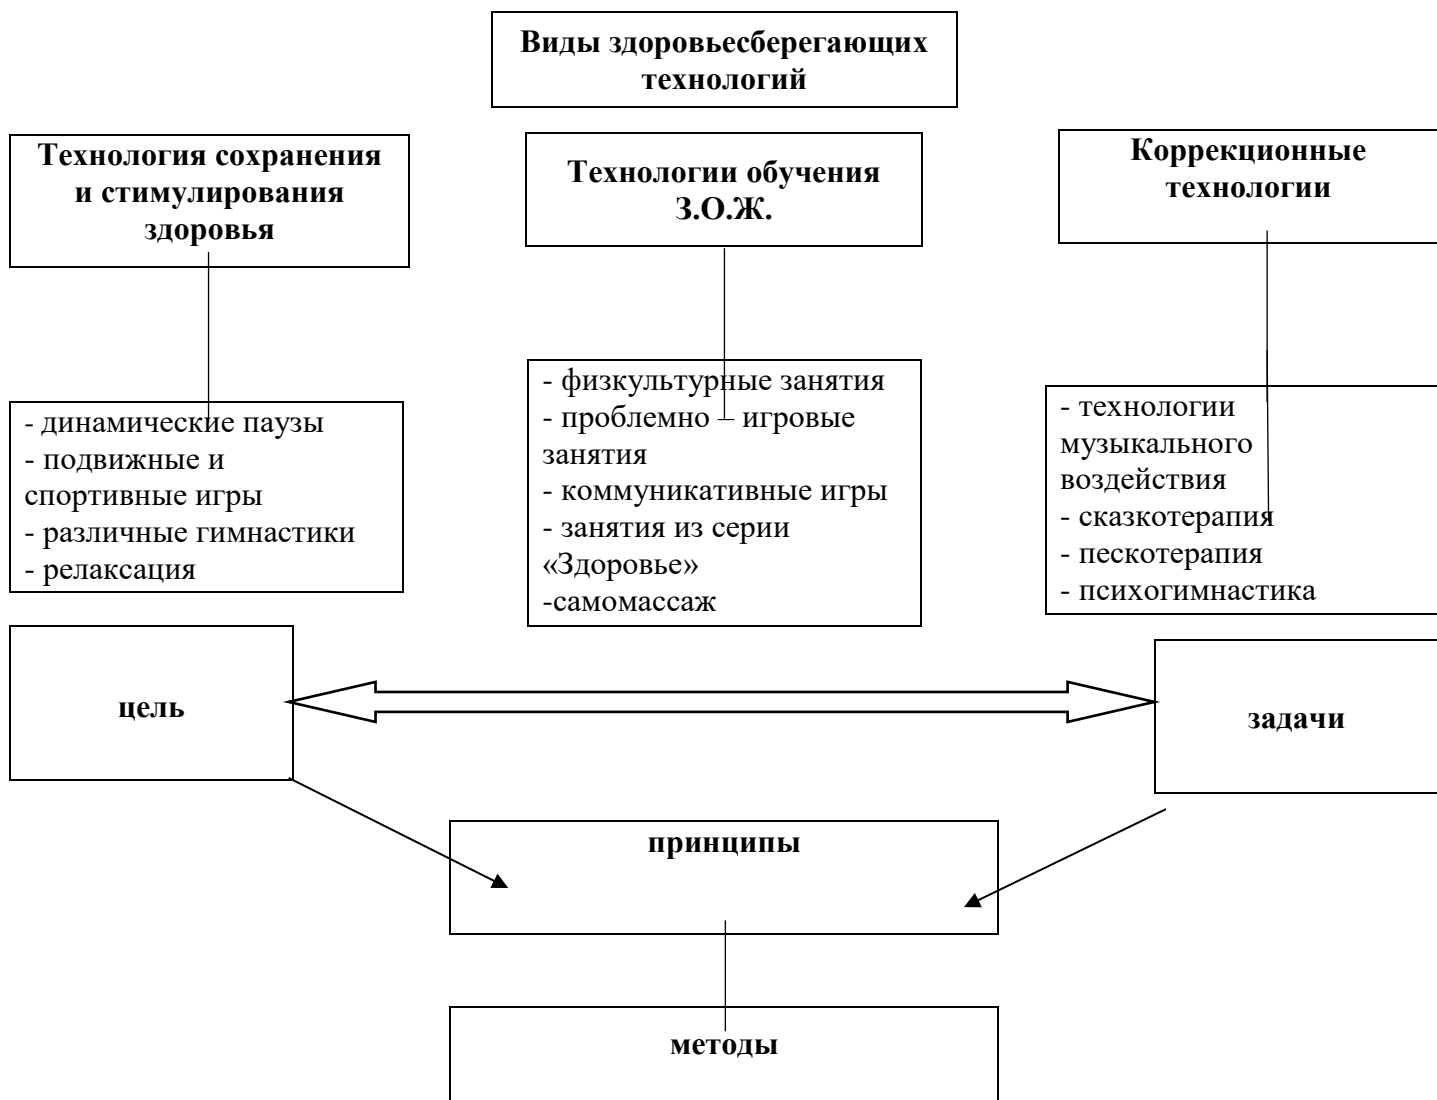 Виды здоровьесберегающих
технологий
Технология сохранения
и стимулирования
здоровья
Технологии обучения
З.О.Ж.
Коррекционные
технологии
- динамические паузы
- подвижные и
спортивные игры
- различные гимнастики
- релаксация
- физкультурные занятия
- проблемно – игровые
занятия
- коммуникативные игры
- занятия из серии
«Здоровье»
-самомассаж
- технологии
музыкального
воздействия
- сказкотерапия
- пескотерапия
- психогимнастика
цель
задачи
принципы
методы